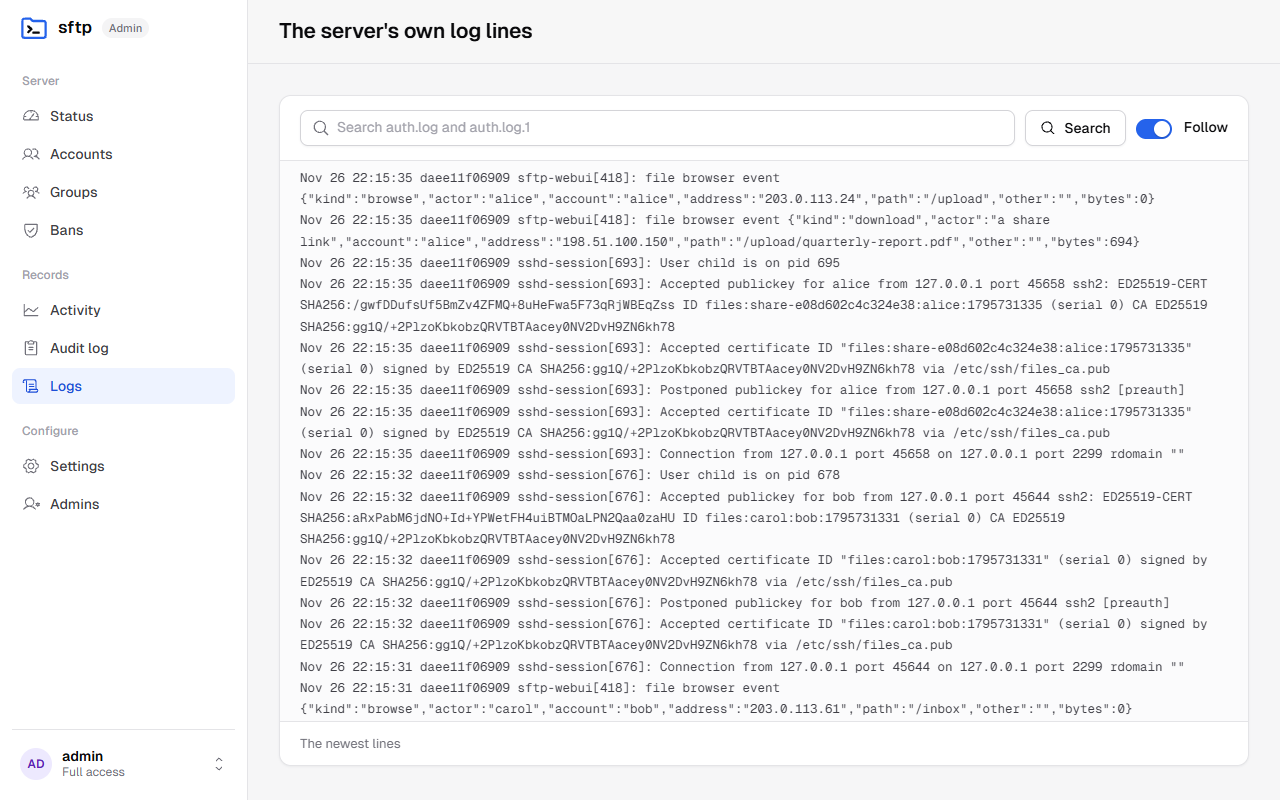 sftp Admin
Server
Status
Accounts
Groups
Bans
Records
Activity
Audit log
Logs
Configure
Settings
Admins
AD admin
Full access
The server's own log lines
Search auth.log and auth.log.1
Search
Follow
Nov 26 22:15:35 daee11f06909 sftp-webui[418]: file browser event
{"kind":"browse","actor":"alice","account":"alice","address":"203.0.113.24","path":"/upload","other":"","bytes":0}
Nov 26 22:15:35 daee11f06909 sftp-webui[418]: file browser event {"kind":"download","actor":"a share
link","account":"alice","address":"198.51.100.150","path":"/upload/quarterly-report.pdf","other":"","bytes":694}
Nov 26 22:15:35 daee11f06909 sshd-session[693]: User child is on pid 695
Nov 26 22:15:35 daee11f06909 sshd-session[693]: Accepted publickey for alice from 127.0.0.1 port 45658 ssh2: ED25519-CERT
SHA256:/gwfDDufsUf5BmZv4ZFMQ+8uHeFwa5F73qRjWBEqZss ID files:share-e08d602c4c324e38:alice:1795731335 (serial 0) CA ED25519
SHA256:gg1Q/+2PlzoKbkobzQRVTBTAacey0NV2DvH9ZN6kh78
Nov 26 22:15:35 daee11f06909 sshd-session[693]: Accepted certificate ID "files:share-e08d602c4c324e38:alice:1795731335"
(serial 0) signed by ED25519 CA SHA256:gg1Q/+2PlzoKbkobzQRVTBTAacey0NV2DvH9ZN6kh78 via /etc/ssh/files_ca.pub
Nov 26 22:15:35 daee11f06909 sshd-session[693]: Postponed publickey for alice from 127.0.0.1 port 45658 ssh2 [preauth]
Nov 26 22:15:35 daee11f06909 sshd-session[693]: Accepted certificate ID "files:share-e08d602c4c324e38:alice:1795731335"
(serial 0) signed by ED25519 CA SHA256:gg1Q/+2PlzoKbkobzQRVTBTAacey0NV2DvH9ZN6kh78 via /etc/ssh/files_ca.pub
Nov 26 22:15:35 daee11f06909 sshd-session[693]: Connection from 127.0.0.1 port 45658 on 127.0.0.1 port 2299 rdomain ""
Nov 26 22:15:32 daee11f06909 sshd-session[676]: User child is on pid 678
Nov 26 22:15:32 daee11f06909 sshd-session[676]: Accepted publickey for bob from 127.0.0.1 port 45644 ssh2: ED25519-CERT
SHA256:aRxPabM6jdNO+Id+YPWetFH4uiBTMOaLPN2Qaa0zaHU ID files:carol:bob:1795731331 (serial 0) CA ED25519
SHA256:gg1Q/+2PlzoKbkobzQRVTBTAacey0NV2DvH9ZN6kh78
Nov 26 22:15:32 daee11f06909 sshd-session[676]: Accepted certificate ID "files:carol:bob:1795731331" (serial 0) signed by
ED25519 CA SHA256:gg1Q/+2PlzoKbkobzQRVTBTAacey0NV2DvH9ZN6kh78 via /etc/ssh/files_ca.pub
Nov 26 22:15:32 daee11f06909 sshd-session[676]: Postponed publickey for bob from 127.0.0.1 port 45644 ssh2 [preauth]
Nov 26 22:15:32 daee11f06909 sshd-session[676]: Accepted certificate ID "files:carol:bob:1795731331" (serial 0) signed by
ED25519 CA SHA256:gg1Q/+2PlzoKbkobzQRVTBTAacey0NV2DvH9ZN6kh78 via /etc/ssh/files_ca.pub
Nov 26 22:15:31 daee11f06909 sshd-session[676]: Connection from 127.0.0.1 port 45644 on 127.0.0.1 port 2299 rdomain ""
Nov 26 22:15:31 daee11f06909 sftp-webui[418]: file browser event
{"kind":"browse","actor":"carol","account":"bob","address":"203.0.113.61","path":"/inbox","other":"","bytes":0}
The newest lines